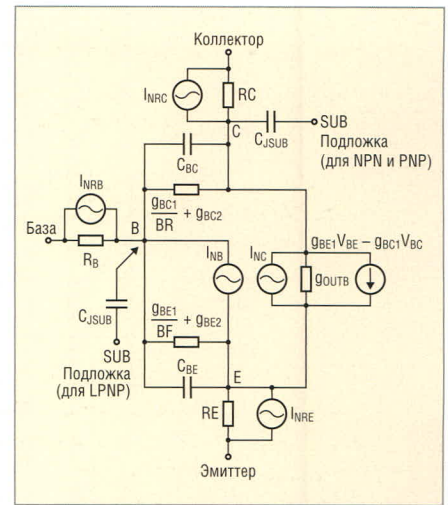 Коллектор
I_NRC
RC
C
C_JSUB
SUB
Подложка
(для NPN и PNP)
C_BC
I_NRB
g_BC1
BR
+ g_BC2
База
B
R_B
I_NB
I_NC
g_BE1V_BE – g_BC1V_BC
g_OUTB
C_JSUB
g_BE1
BF
+ g_BE2
SUB
Подложка
(для LPNP)
C_BE
E
RE
I_NRE
Эмиттер